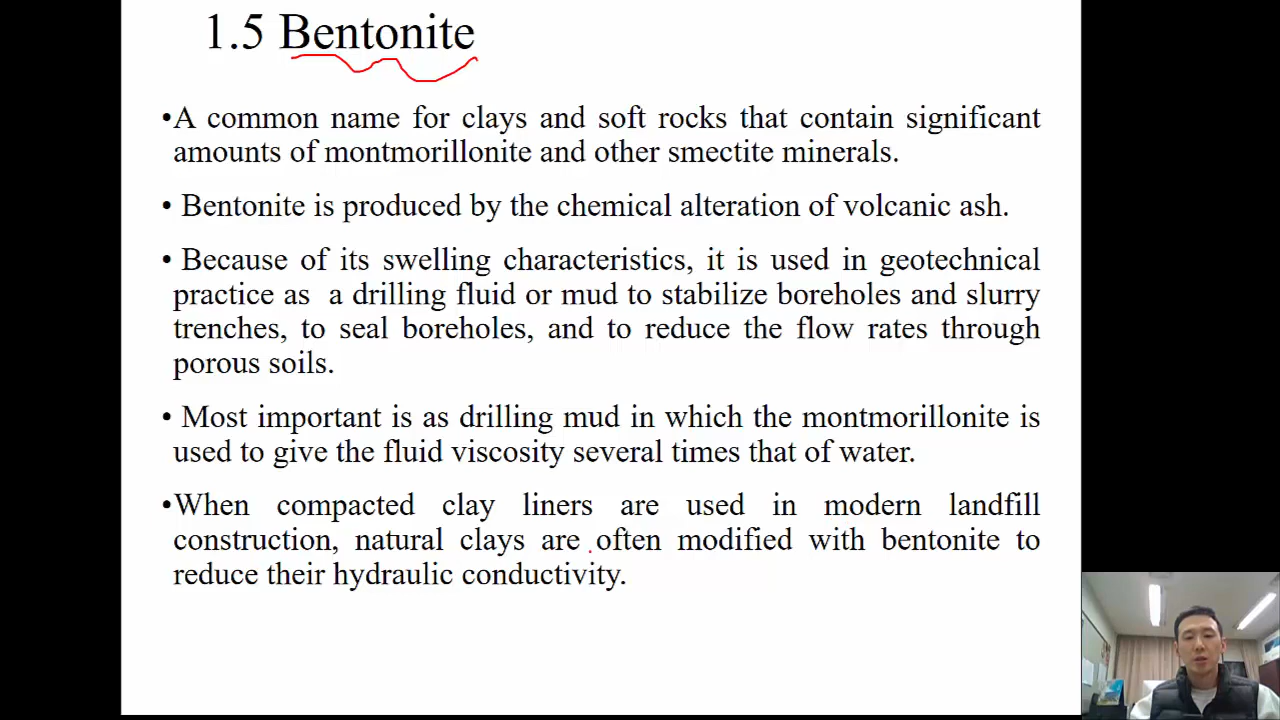 1.5 Bentonite
•A common name for clays and soft rocks that contain significant
amounts of montmorillonite and other smectite minerals.
• Bentonite is produced by the chemical alteration of volcanic ash.
• Because of its swelling characteristics, it is used in geotechnical
practice as a drilling fluid or mud to stabilize boreholes and slurry
trenches, to seal boreholes, and to reduce the flow rates through
porous soils.
• Most important is as drilling mud in which the montmorillonite is
used to give the fluid viscosity several times that of water.
•When compacted clay liners are used in modern landfill
construction, natural clays are often modified with bentonite to
reduce their hydraulic conductivity.